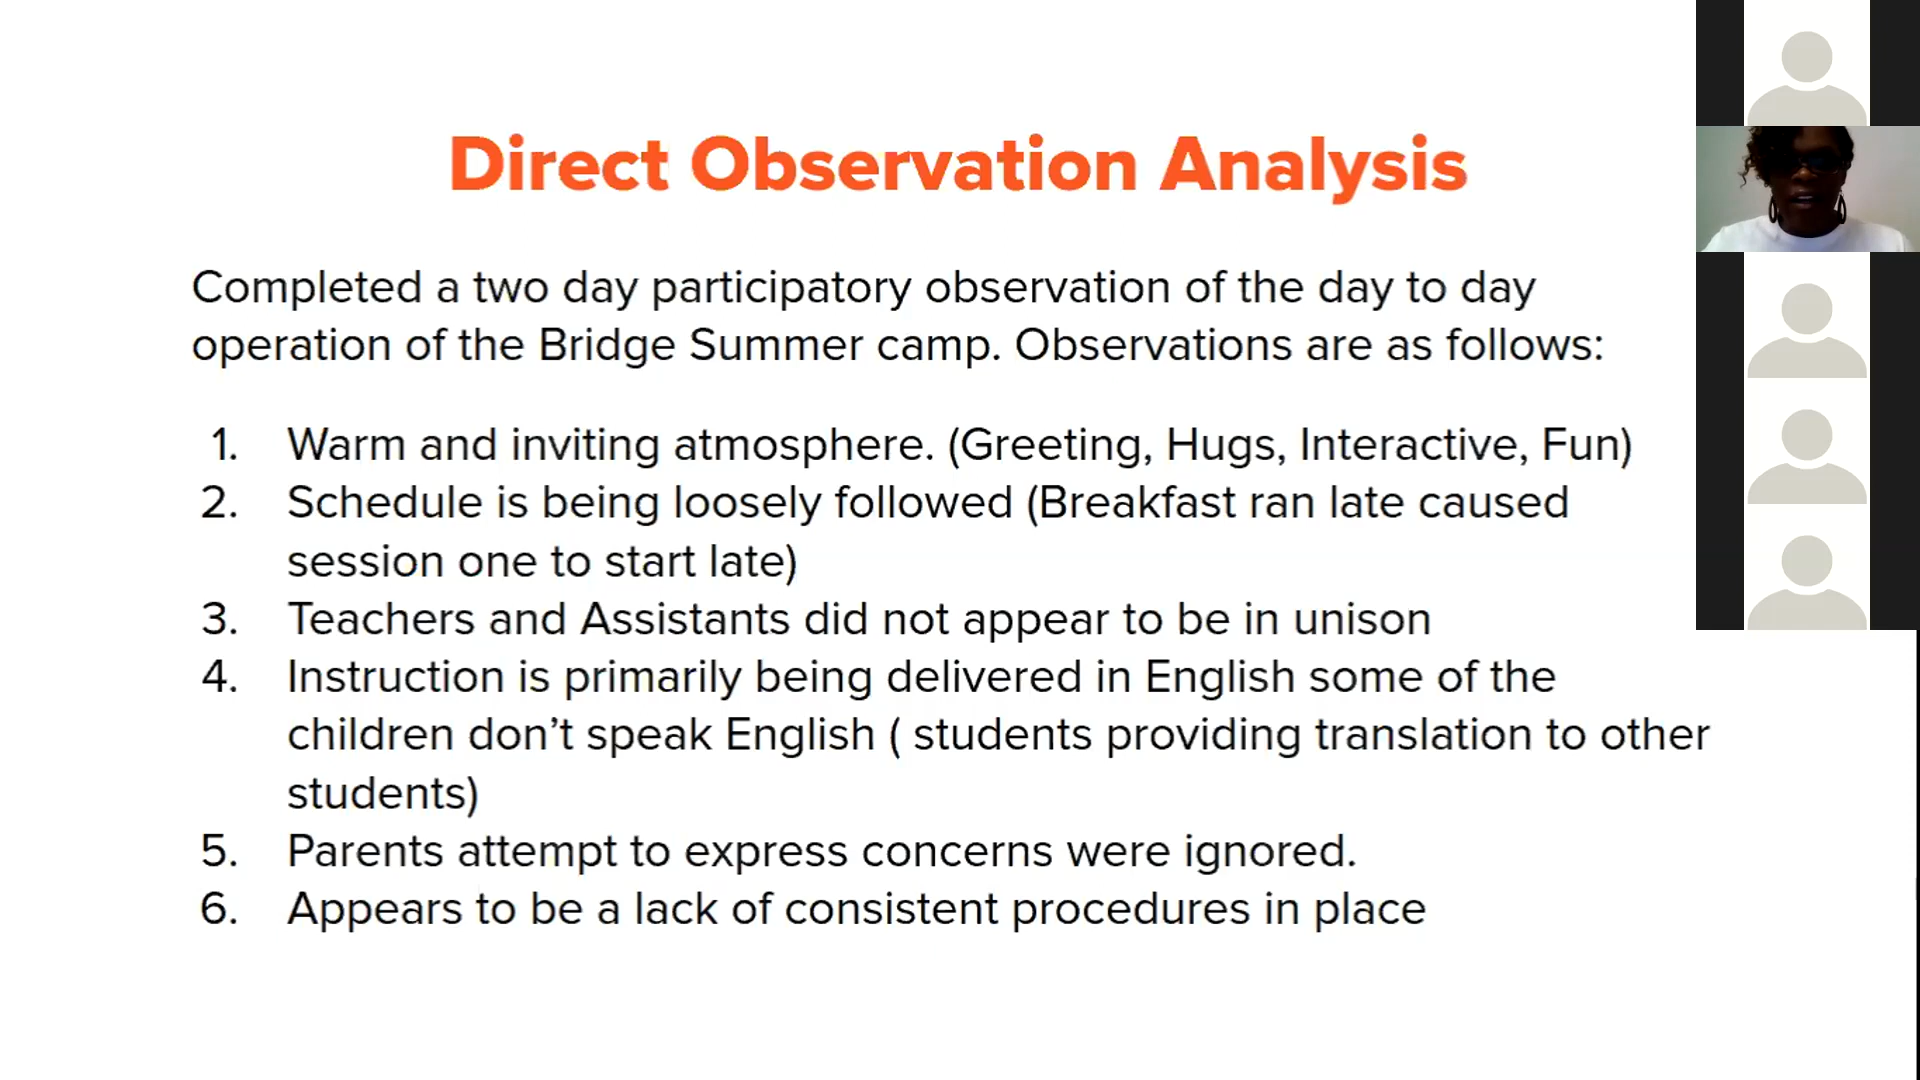 Direct Observation Analysis
Completed a two day participatory observation of the day to day
operation of the Bridge Summer camp. Observations are as follows:
1. Warm and inviting atmosphere. (Greeting, Hugs, Interactive, Fun)
2. Schedule is being loosely followed (Breakfast ran late caused
session one to start late)
3. Teachers and Assistants did not appear to be in unison
4. Instruction is primarily being delivered in English some of the
children don’t speak English ( students providing translation to other
students)
5. Parents attempt to express concerns were ignored.
6. Appears to be a lack of consistent procedures in place